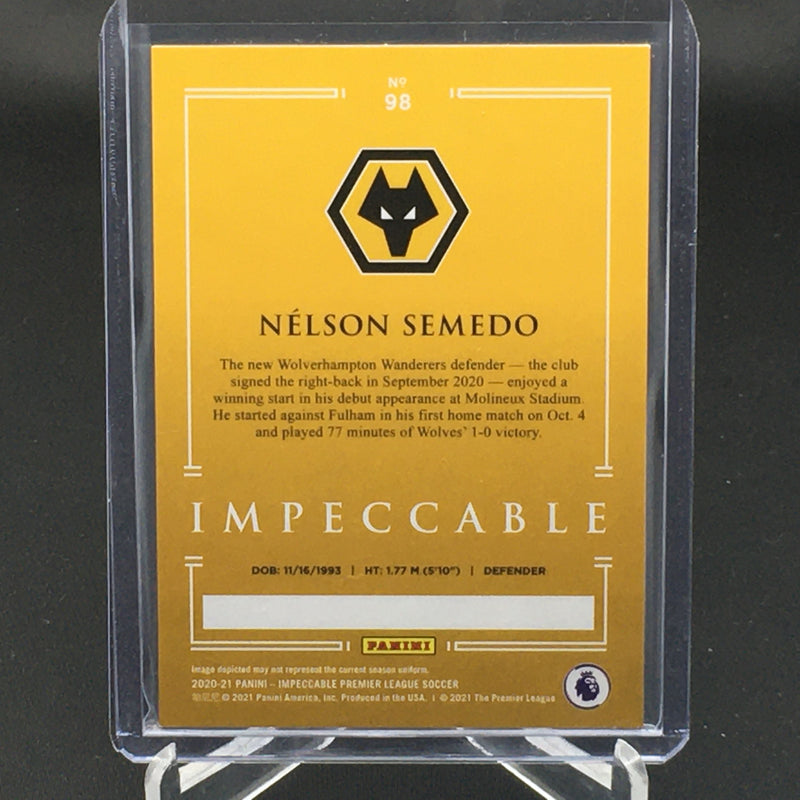 Nº
98
NÉLSON SEMEDO
The new Wolverhampton Wanderers defender — the club
signed the right-back in September 2020 — enjoyed a
winning start in his debut appearance at Molineux Stadium.
He started against Fulham in his first home match on Oct. 4
and played 77 minutes of Wolves' 1-0 victory.
IMPECCABLE
DOB: 11/16/1993 | HT: 1.77 M (5'10") | DEFENDER
PANINI
Image depicted may not represent the current season uniform.
2020-21 PANINI – IMPECCABLE PREMIER LEAGUE SOCCER
© 2021 Panini America, Inc. Produced in the USA. | © 2021 The Premier League